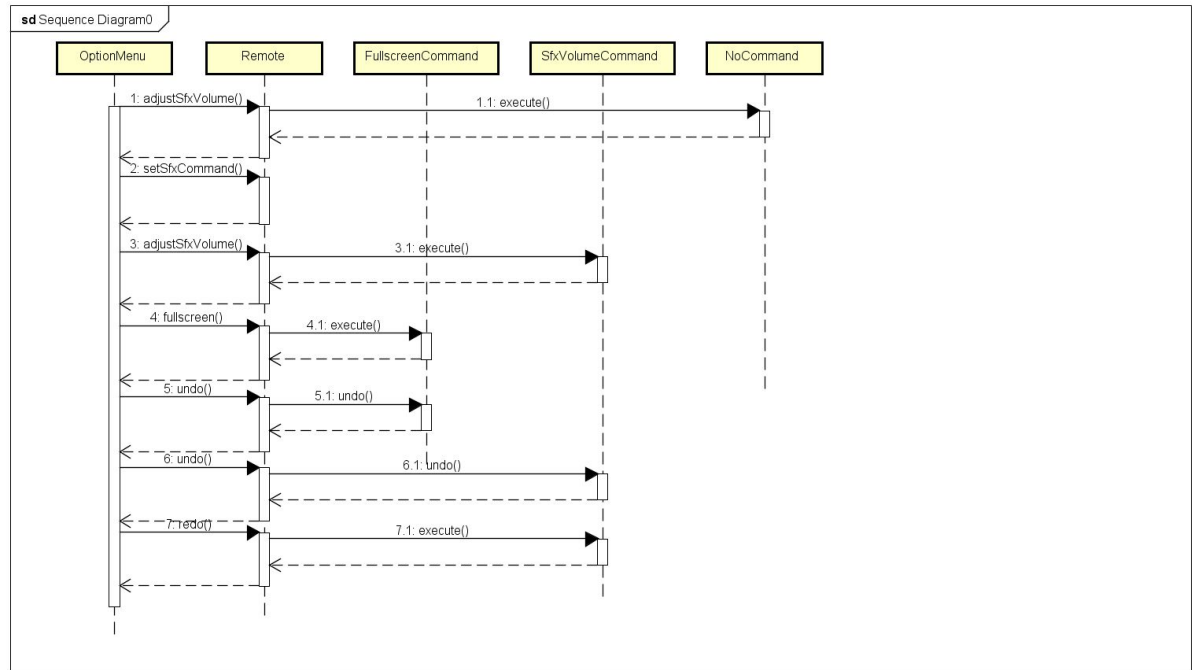 sd Sequence Diagram0
OptionMenu
Remote
FullscreenCommand
SfxVolumeCommand
NoCommand
1: adjustSfxVolume()
1.1: execute()
2: setSfxCommand()
3: adjustSfxVolume()
3.1: execute()
4: fullscreen()
4.1: execute()
5: undo()
5.1: undo()
6: undo()
6.1: undo()
7: redo()
7.1: execute()